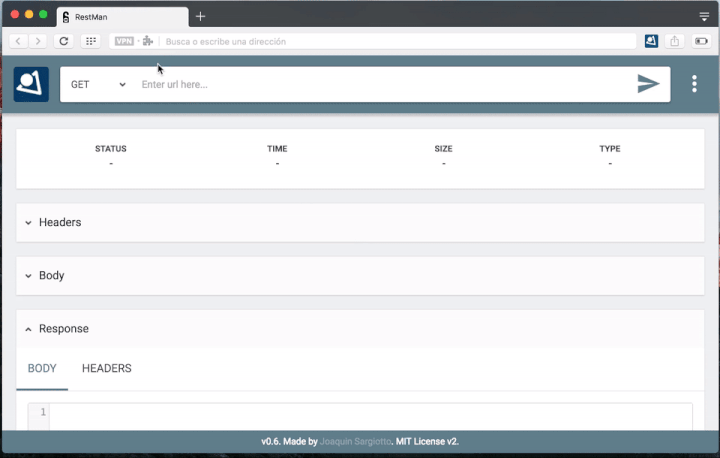 RestMan
VPN
Busca o escribe una dirección
GET
Enter url here...
STATUS TIME SIZE TYPE
- - - -
Headers
Body
Response
BODY HEADERS
1
v0.6. Made by Joaquin Sargiotto. MIT License v2.